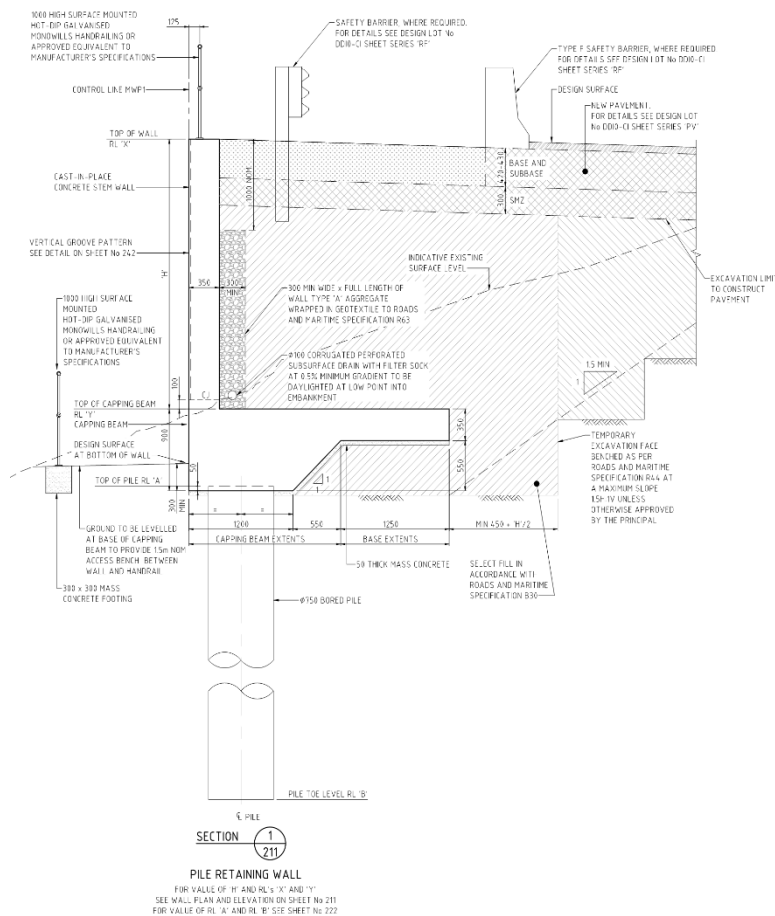 1000 HIGH SURFACE MOUNTED
HOT-DIP GALVANISED
MONOWILLS HANDRAILING OR
APPROVED EQUIVALENT TO
MANUFACTURER'S SPECIFICATIONS
175
CONTROL LINE MWP1
TOP OF WALL
RL 'X'
CAST-IN-PLACE
CONCRETE STEM WALL
VERTICAL GROOVE PATTERN
SEE DETAIL ON SHEET No 242
'H'
1000 HIGH SURFACE
MOUNTED
HOT-DIP GALVANISED
MONOWILLS HANDRAILING
OR APPROVED EQUIVALENT
TO MANUFACTURER'S
SPECIFICATIONS
SAFETY BARRIER, WHERE REQUIRED.
FOR DETAILS SEE DESIGN LOT No
DD10-CI SHEET SERIES 'RF'
TYPE F SAFETY BARRIER, WHERE REQUIRED
FOR DETAILS SEE DESIGN LOT No DD10-CI
SHEET SERIES 'RF'
DESIGN SURFACE
NEW PAVEMENT.
FOR DETAILS SEE DESIGN LOT
No DD10-CI SHEET SERIES 'PV'
1000 NOM
420-430
BASE AND
SUBBASE
300
SMZ
INDICATIVE EXISTING
SURFACE LEVEL
EXCAVATION LIMIT
TO CONSTRUCT
PAVEMENT
350
300
MIN
300 MIN WIDE x FULL LENGTH OF
WALL TYPE 'A' AGGREGATE
WRAPPED IN GEOTEXTILE TO ROADS
AND MARITIME SPECIFICATION R63
Ø100 CORRUGATED PERFORATED
SUBSURFACE DRAIN WITH FILTER SOCK
AT 0.5% MINIMUM GRADIENT TO BE
DAYLIGHTED AT LOW POINT INTO
EMBANKMENT
1.5 MIN
1
100
TOP OF CAPPING BEAM
RL 'Y'
CAPPING BEAM
900
DESIGN SURFACE
AT BOTTOM OF WALL
50
TOP OF PILE RL 'A'
300
MIN
350
550
1
1
TEMPORARY
EXCAVATION FACE
BENCHED AS PER
ROADS AND MARITIME
SPECIFICATION R44 AT
A MAXIMUM SLOPE
1.5H:1V UNLESS
OTHERWISE APPROVED
BY THE PRINCIPAL
=
=
1200
550
1250
MIN 450 + 'H'/2
CAPPING BEAM EXTENTS
BASE EXTENTS
GROUND TO BE LEVELLED
AT BASE OF CAPPING
BEAM TO PROVIDE 1.5m NOM
ACCESS BENCH BETWEEN
WALL AND HANDRAIL
300 x 300 MASS
CONCRETE FOOTING
50 THICK MASS CONCRETE
SELECT FILL IN
ACCORDANCE WITH
ROADS AND MARITIME
SPECIFICATION B30
Ø750 BORED PILE
PILE TOE LEVEL RL 'B'
℄ PILE
SECTION 1
211
PILE RETAINING WALL
FOR VALUE OF 'H' AND RL's 'X' AND 'Y'
SEE WALL PLAN AND ELEVATION ON SHEET No 211
FOR VALUE OF RL 'A' AND RL 'B' SEE SHEET No 222